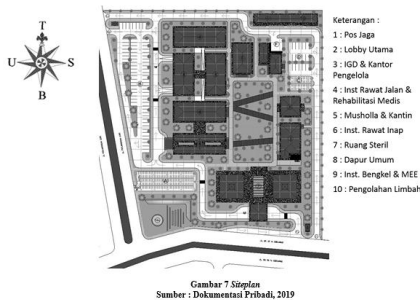 T
U
S
B
Keterangan :
1 : Pos Jaga
2 : Lobby Utama
3 : IGD & Kantor
Pengelola
4 : Inst Rawat Jalan &
Rehabilitasi Medis
5 : Musholla & Kantin
6 : Inst. Rawat Inap
7 : Ruang Steril
8 : Dapur Umum
9 : Inst. Bengkel & MEE
10 : Pengolahan Limbah
Gambar 7 Siteplan
Sumber : Dokumentasi Pribadi, 2019